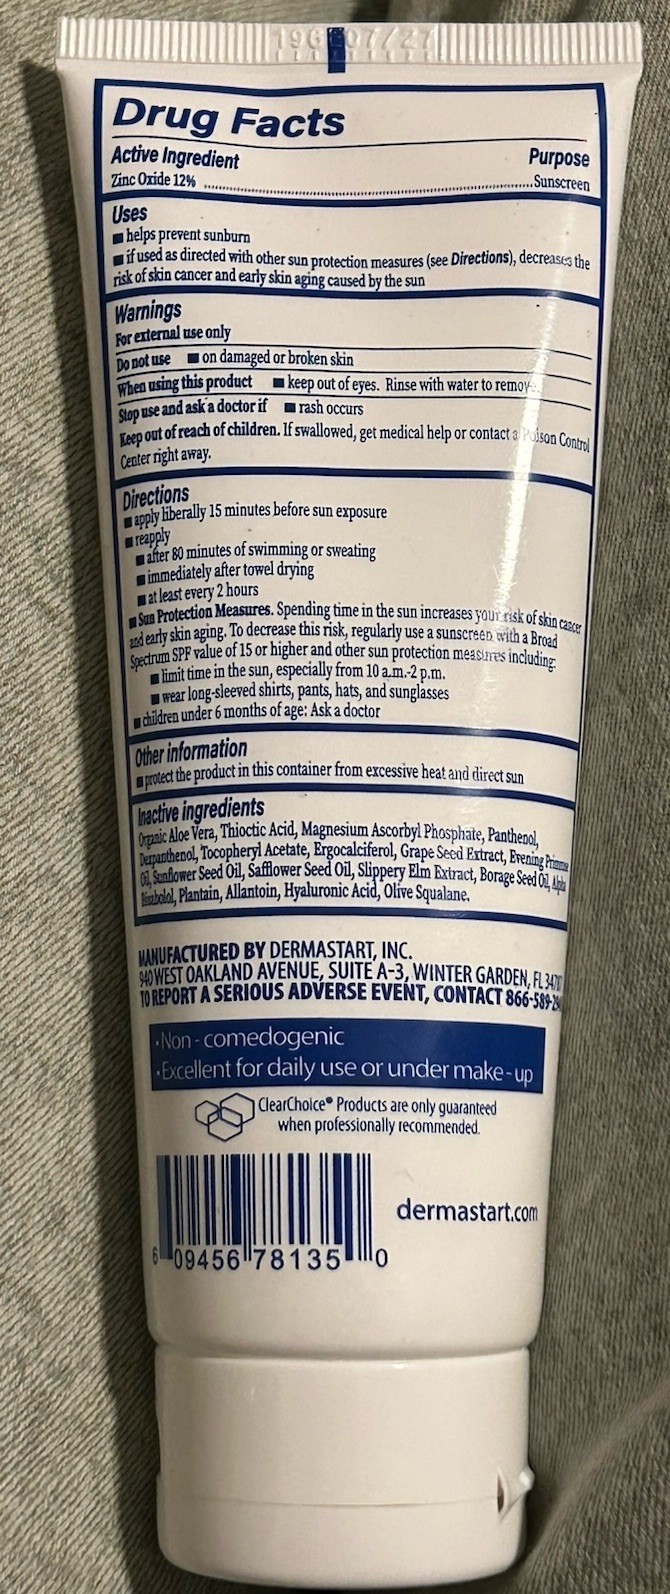 196 07/27
Drug Facts
Active Ingredient Purpose
Zinc Oxide 12% ........ Sunscreen
Uses
■ helps prevent sunburn
■ if used as directed with other sun protection measures (see Directions), decreases the
risk of skin cancer and early skin aging caused by the sun
Warnings
For external use only
Do not use ■ on damaged or broken skin
When using this product ■ keep out of eyes. Rinse with water to remove.
Stop use and ask a doctor if ■ rash occurs
Keep out of reach of children. If swallowed, get medical help or contact a Poison Control
Center right away.
Directions
■ apply liberally 15 minutes before sun exposure
■ reapply
■ after 80 minutes of swimming or sweating
■ immediately after towel drying
■ at least every 2 hours
■ Sun Protection Measures. Spending time in the sun increases your risk of skin cancer
and early skin aging. To decrease this risk, regularly use a sunscreen with a Broad
Spectrum SPF value of 15 or higher and other sun protection measures including:
■ limit time in the sun, especially from 10 a.m.-2 p.m.
■ wear long-sleeved shirts, pants, hats, and sunglasses
■ children under 6 months of age: Ask a doctor
Other information
■ protect the product in this container from excessive heat and direct sun
Inactive ingredients
Organic Aloe Vera, Thioctic Acid, Magnesium Ascorbyl Phosphate, Panthenol,
Dexpanthenol, Tocopheryl Acetate, Ergocalciferol, Grape Seed Extract, Evening Primrose
Oil, Sunflower Seed Oil, Safflower Seed Oil, Slippery Elm Extract, Borage Seed Oil, Alpha
Bisabolol, Plantain, Allantoin, Hyaluronic Acid, Olive Squalane.
MANUFACTURED BY DERMASTART, INC.
940 WEST OAKLAND AVENUE, SUITE A-3, WINTER GARDEN, FL 34787
TO REPORT A SERIOUS ADVERSE EVENT, CONTACT 866-589-
• Non - comedogenic
• Excellent for daily use or under make - up
ClearChoice® Products are only guaranteed
when professionally recommended.
dermastart.com
6 09456 78135 0